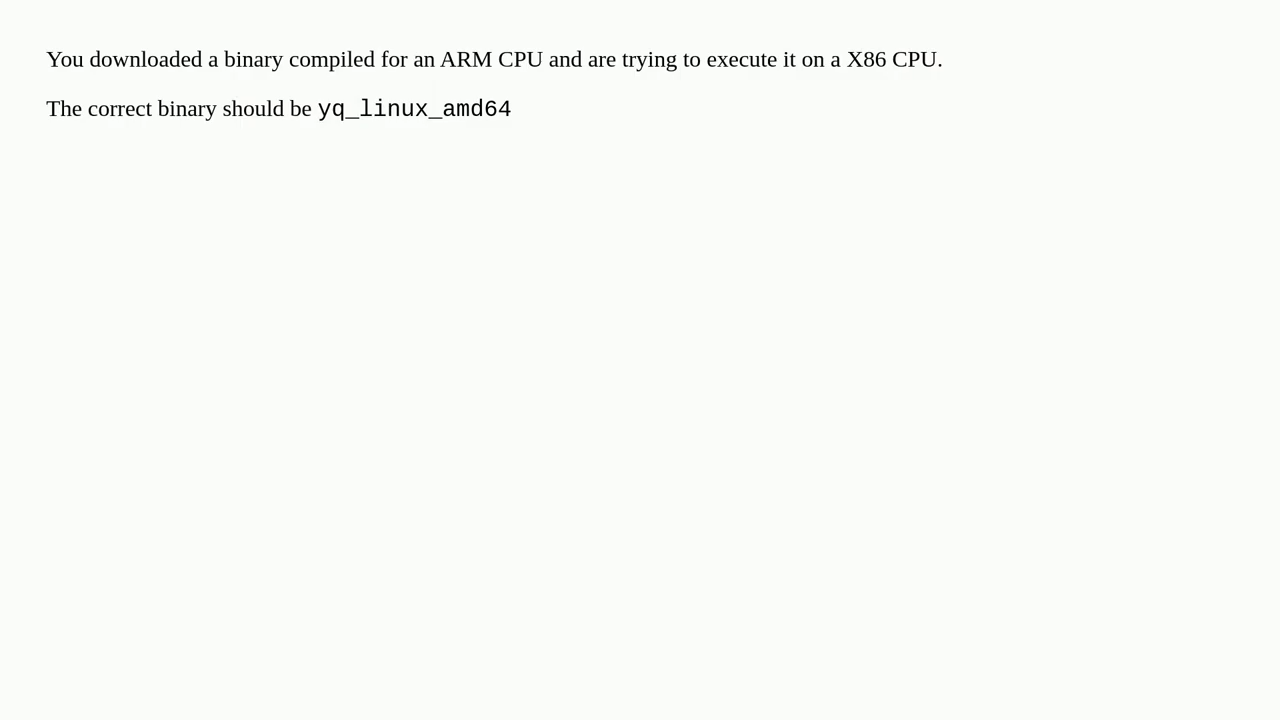 You downloaded a binary compiled for an ARM CPU and are trying to execute it on a X86 CPU.
The correct binary should be yq_linux_amd64